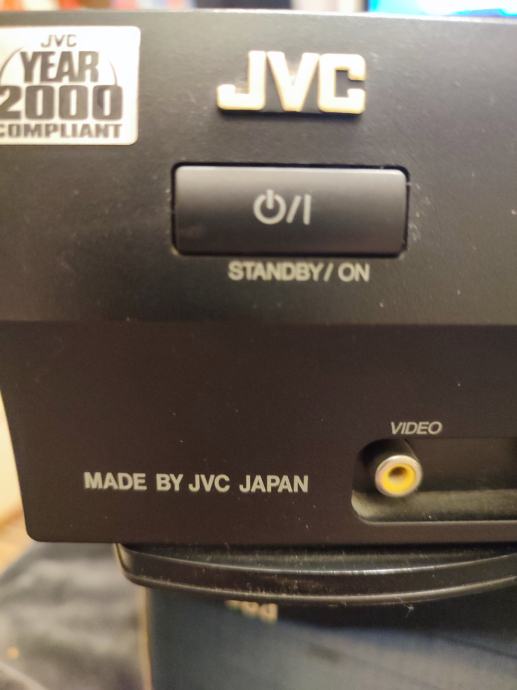 JVC
YEAR
2000
COMPLIANT
JVC
STANDBY/ ON
VIDEO
MADE BY JVC JAPAN